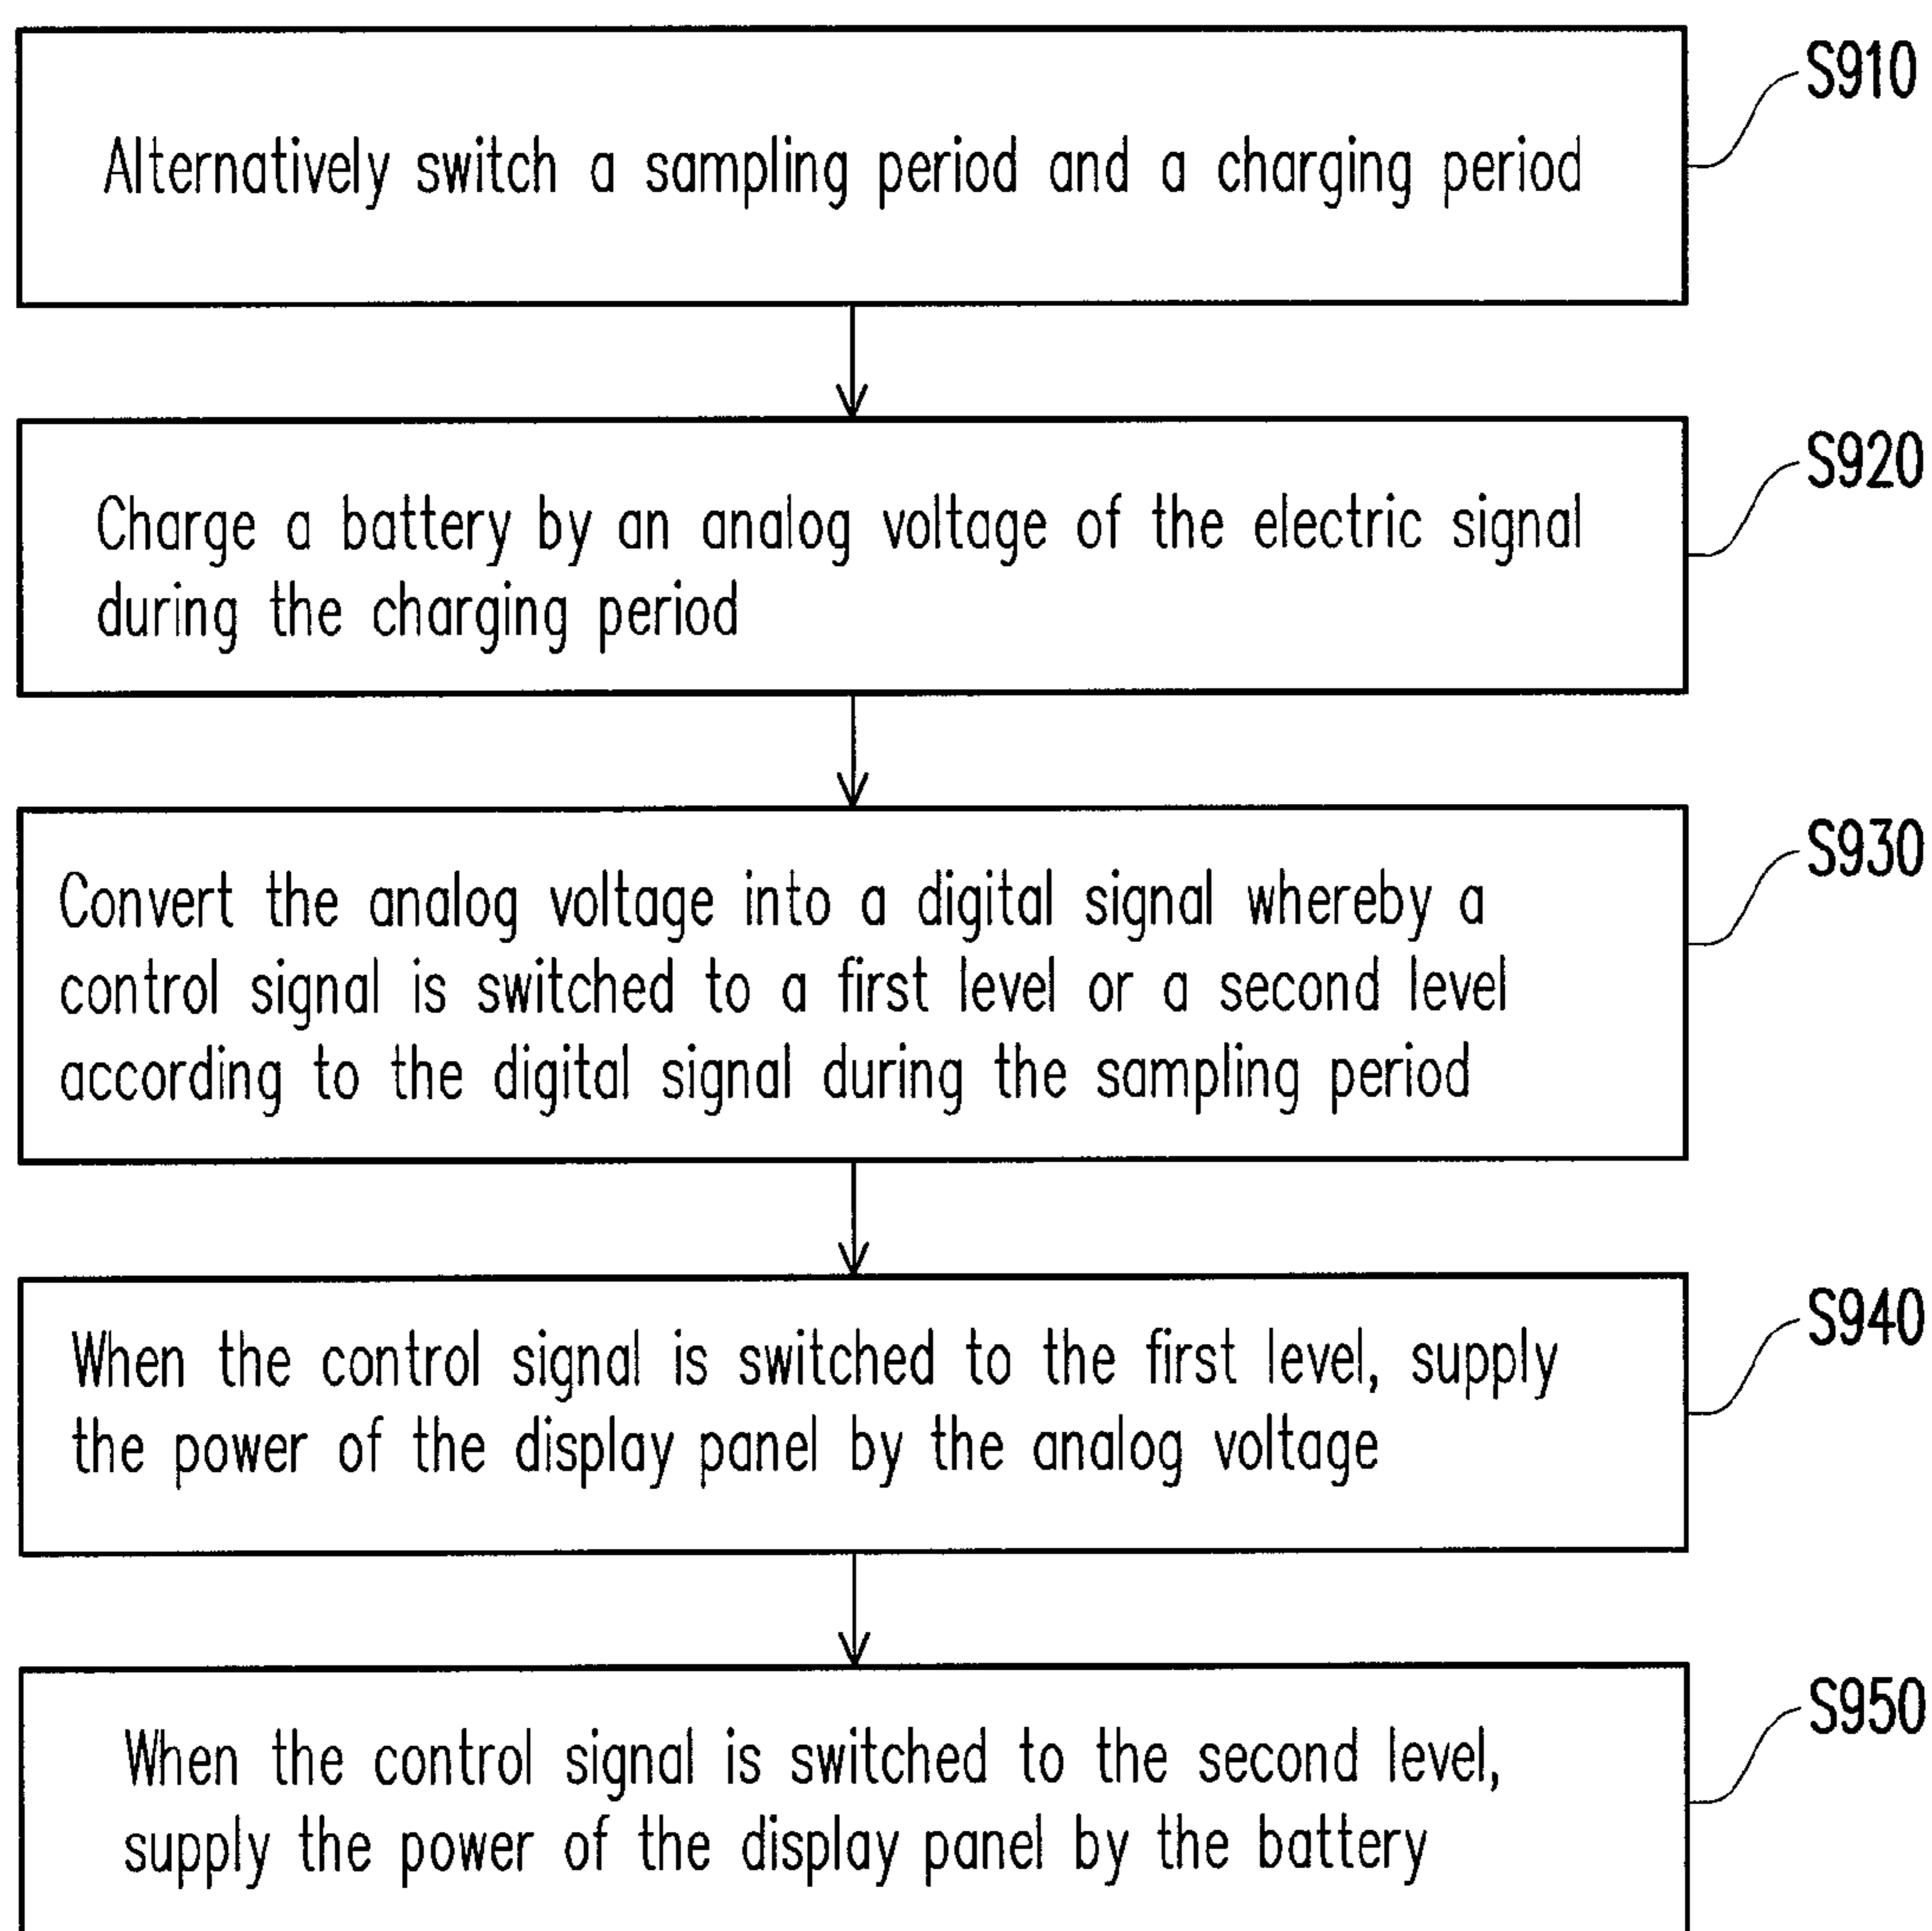 Alternatively switch a sampling period and a charging period
S910
Charge a battery by an analog voltage of the electric signal
during the charging period
S920
Convert the analog voltage into a digital signal whereby a
control signal is switched to a first level or a second level
according to the digital signal during the sampling period
S930
When the control signal is switched to the first level, supply
the power of the display panel by the analog voltage
S940
When the control signal is switched to the second level,
supply the power of the display panel by the battery
S950